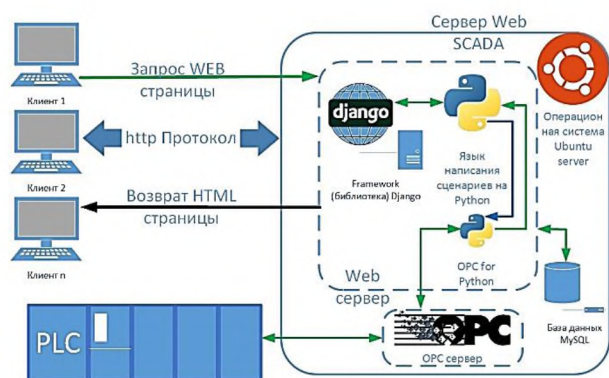 Сервер Web
SCADA
Запрос WEB
страницы
Клиент 1
http Протокол
Клиент 2
Возврат HTML
страницы
Клиент n
django
Framework
(библиотека) Django
Язык
написания
сценариев на
Python
OPC for
Python
Web
сервер
Операцион
ная система
Ubuntu
server
База данных
MySQL
OPC
OPC сервер
PLC